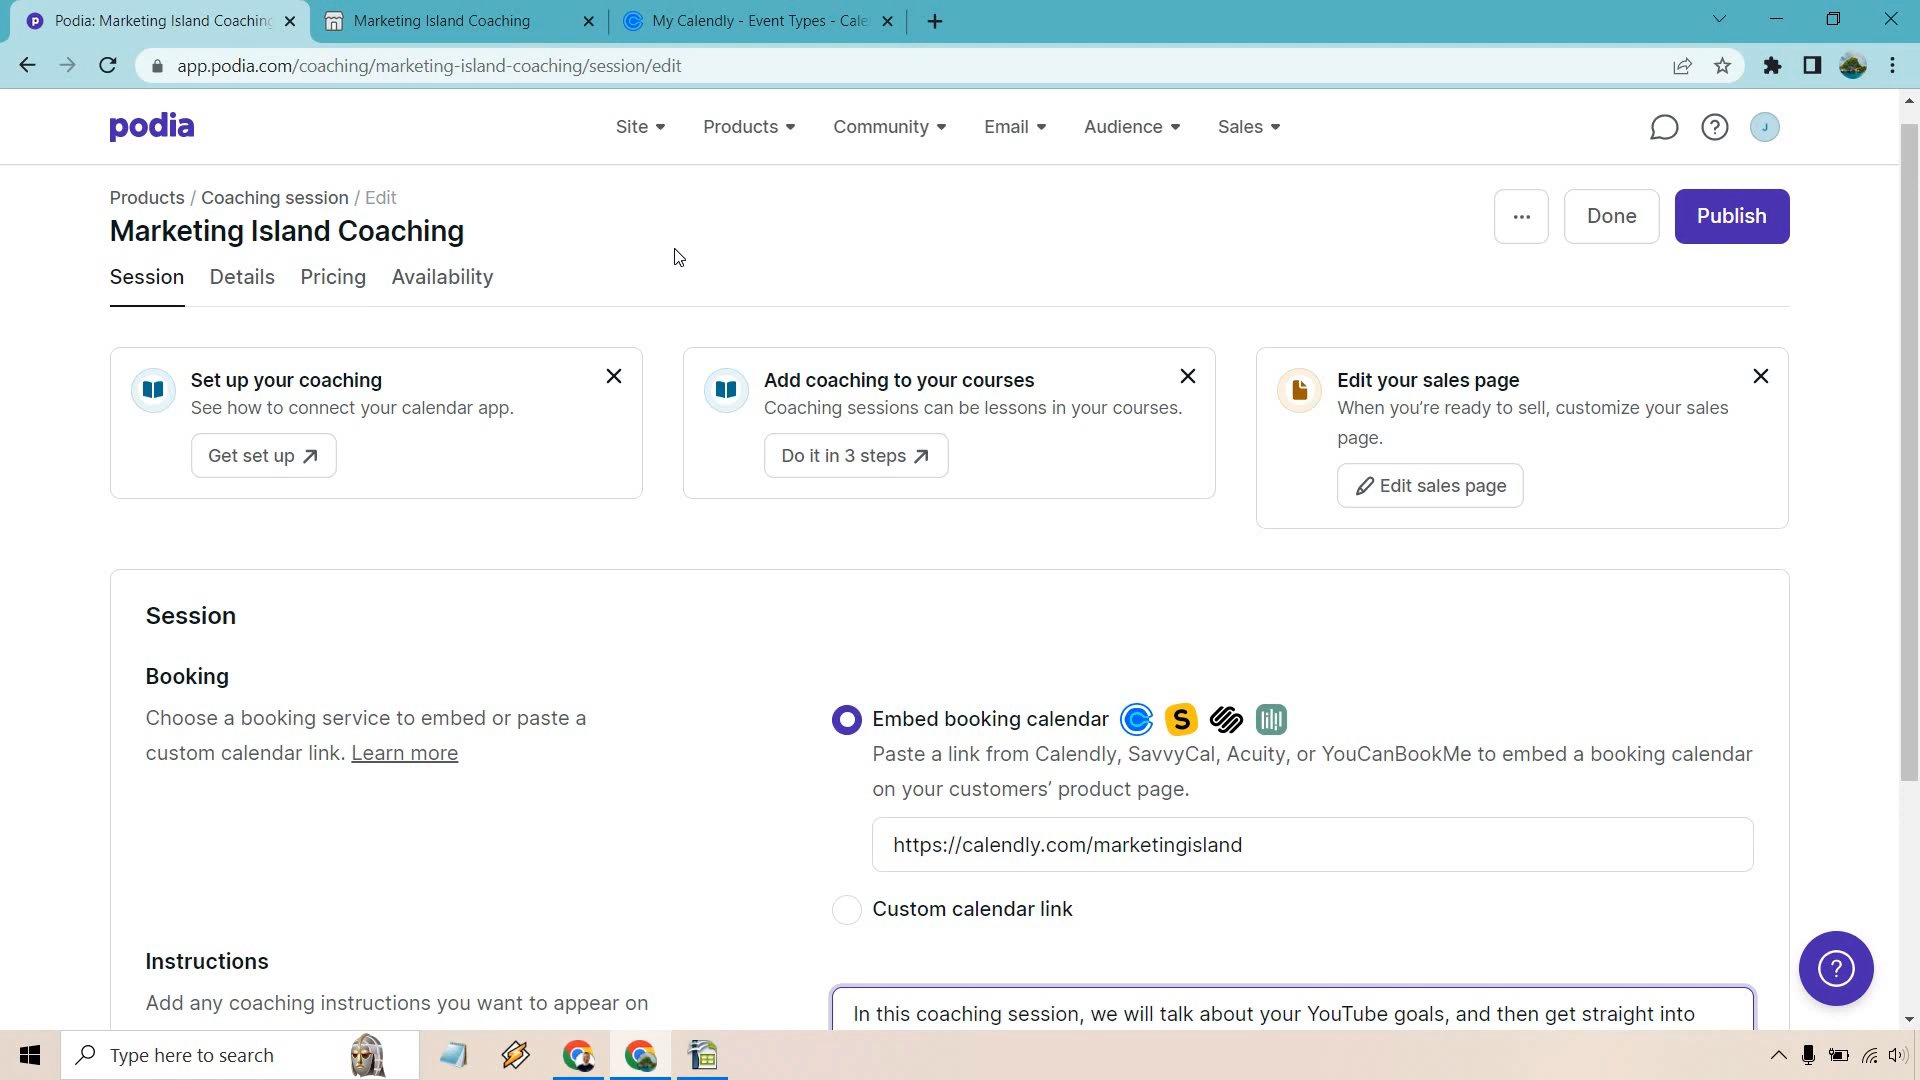 Podia: Marketing Island Coaching
Marketing Island Coaching
My Calendly - Event Types - Cale
app.podia.com/coaching/marketing-island-coaching/session/edit
podia
Site
Products
Community
Email
Audience
Sales
J
Products / Coaching session / Edit
Marketing Island Coaching
Done
Publish
Session
Details
Pricing
Availability
Set up your coaching
See how to connect your calendar app.
Get set up
Add coaching to your courses
Coaching sessions can be lessons in your courses.
Do it in 3 steps
Edit your sales page
When you’re ready to sell, customize your sales
page.
Edit sales page
Session
Booking
Choose a booking service to embed or paste a
custom calendar link. Learn more
Embed booking calendar
Paste a link from Calendly, SavvyCal, Acuity, or YouCanBookMe to embed a booking calendar
on your customers’ product page.
https://calendly.com/marketingisland
Custom calendar link
Instructions
Add any coaching instructions you want to appear on
In this coaching session, we will talk about your YouTube goals, and then get straight into
Type here to search